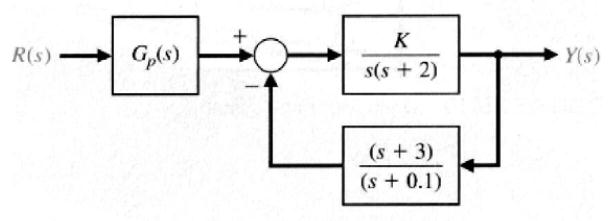 R(s)
G_p(s)
+
−
K
s(s + 2)
Y(s)
(s + 3)
(s + 0.1)